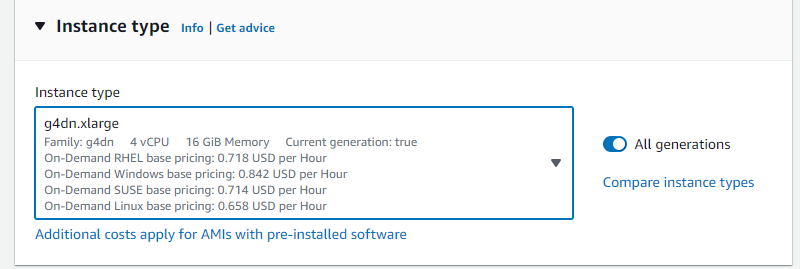 Instance type Info | Get advice
Instance type
g4dn.xlarge
Family: g4dn 4 vCPU 16 GiB Memory Current generation: true
On-Demand RHEL base pricing: 0.718 USD per Hour
On-Demand Windows base pricing: 0.842 USD per Hour
On-Demand SUSE base pricing: 0.714 USD per Hour
On-Demand Linux base pricing: 0.658 USD per Hour
All generations
Compare instance types
Additional costs apply for AMIs with pre-installed software